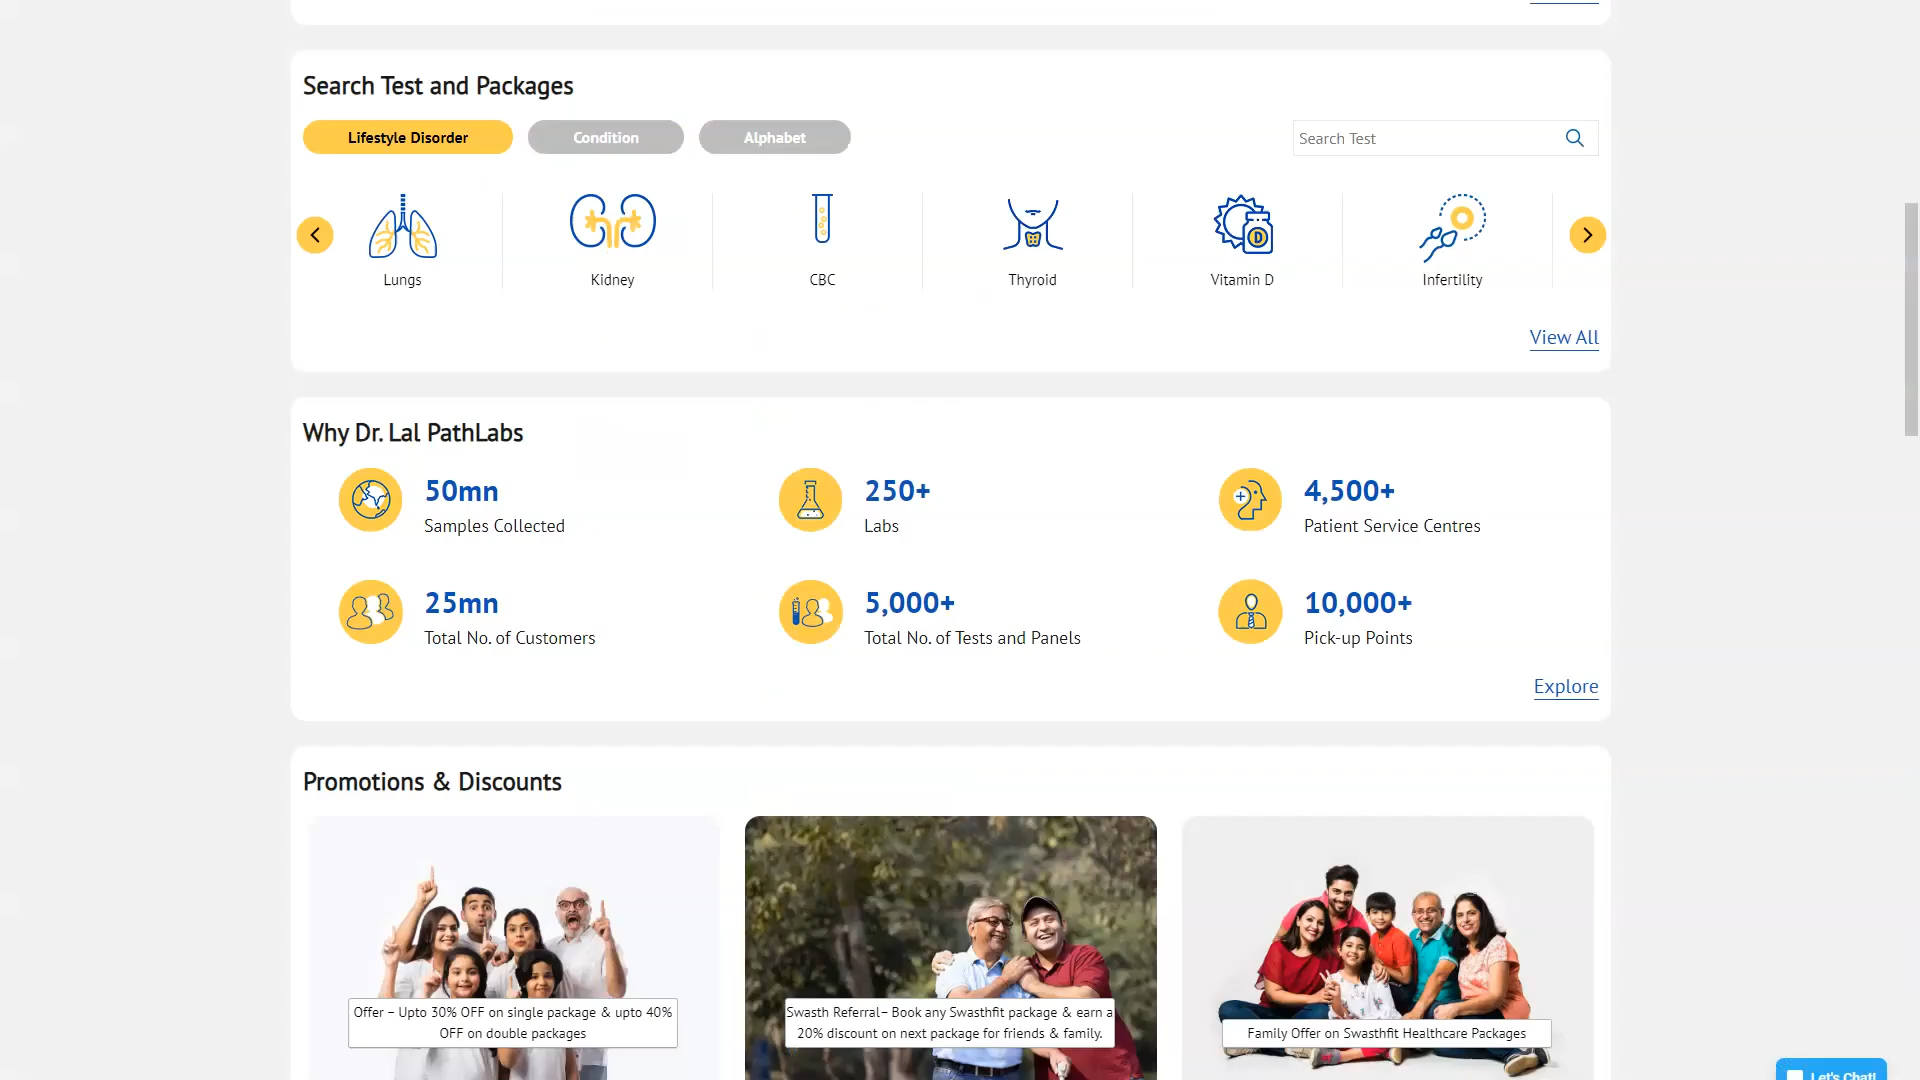 Search Test and Packages
Lifestyle Disorder
Condition
Alphabet
Search Test
Lungs
Kidney
CBC
Thyroid
Vitamin D
Infertility
View All
Why Dr. Lal PathLabs
50mn
Samples Collected
250+
Labs
4,500+
Patient Service Centres
25mn
Total No. of Customers
5,000+
Total No. of Tests and Panels
10,000+
Pick-up Points
Explore
Promotions & Discounts
Offer – Upto 30% OFF on single package & upto 40%
OFF on double packages
Swasth Referral– Book any Swasthfit package & earn a
20% discount on next package for friends & family.
Family Offer on Swasthfit Healthcare Packages
Let's Chat!